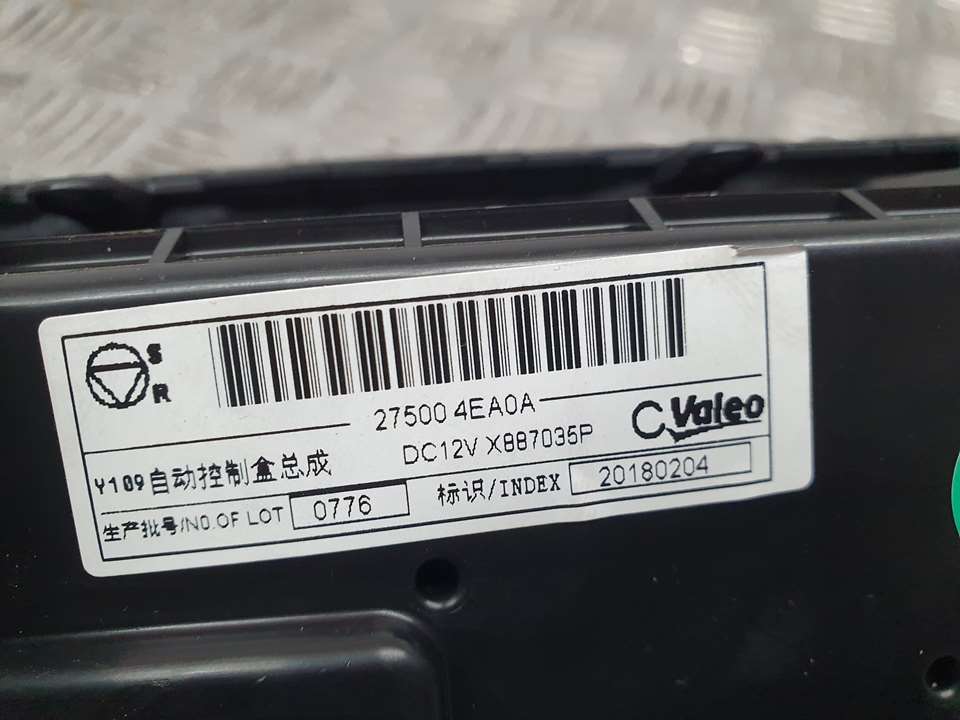 S
R
27500 4EA0A
DC12V X887035P
Valeo
Y109自动控制盒总成
生产批号/NO.OF LOT 0776 标识/INDEX 20180204